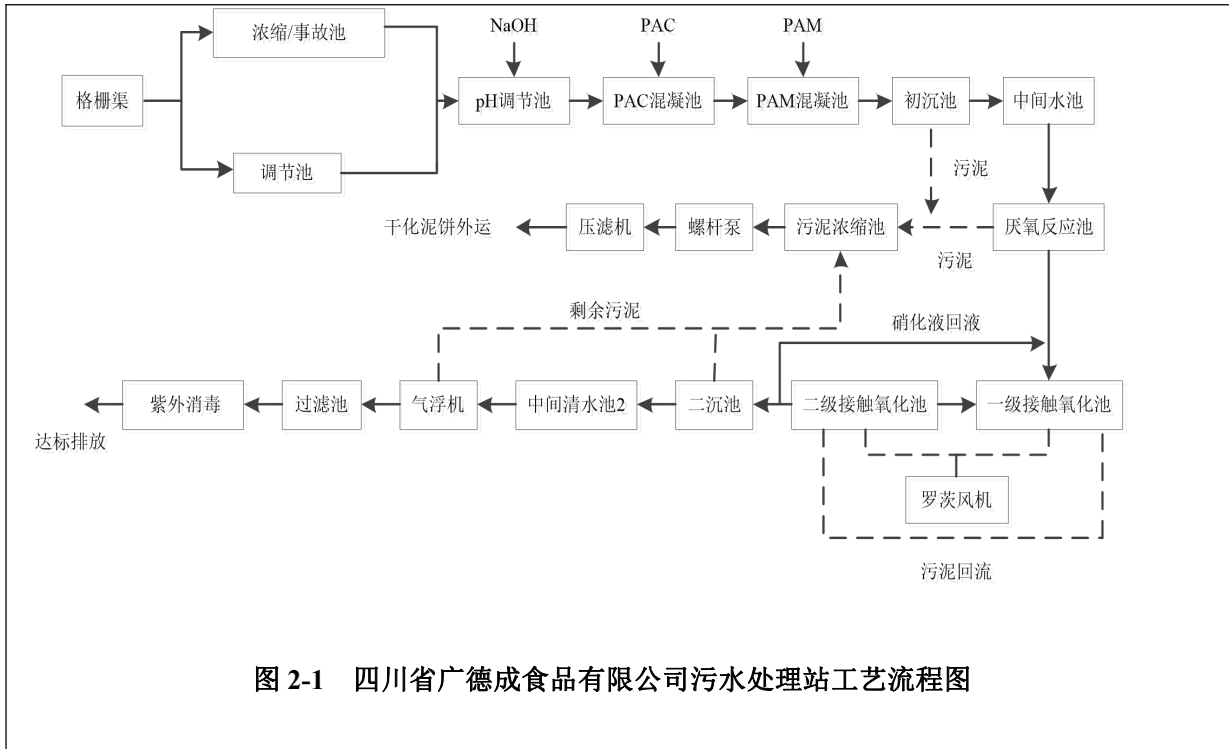 浓缩/事故池
NaOH
PAC
PAM
格栅渠
pH调节池
PAC混凝池
PAM混凝池
初沉池
中间水池
调节池
污泥
干化泥饼外运
压滤机
螺杆泵
污泥浓缩池
厌氧反应池
污泥
剩余污泥
硝化液回液
紫外消毒
过滤池
气浮机
中间清水池2
二沉池
二级接触氧化池
一级接触氧化池
达标排放
罗茨风机
污泥回流
图 2-1 四川省广德成食品有限公司污水处理站工艺流程图